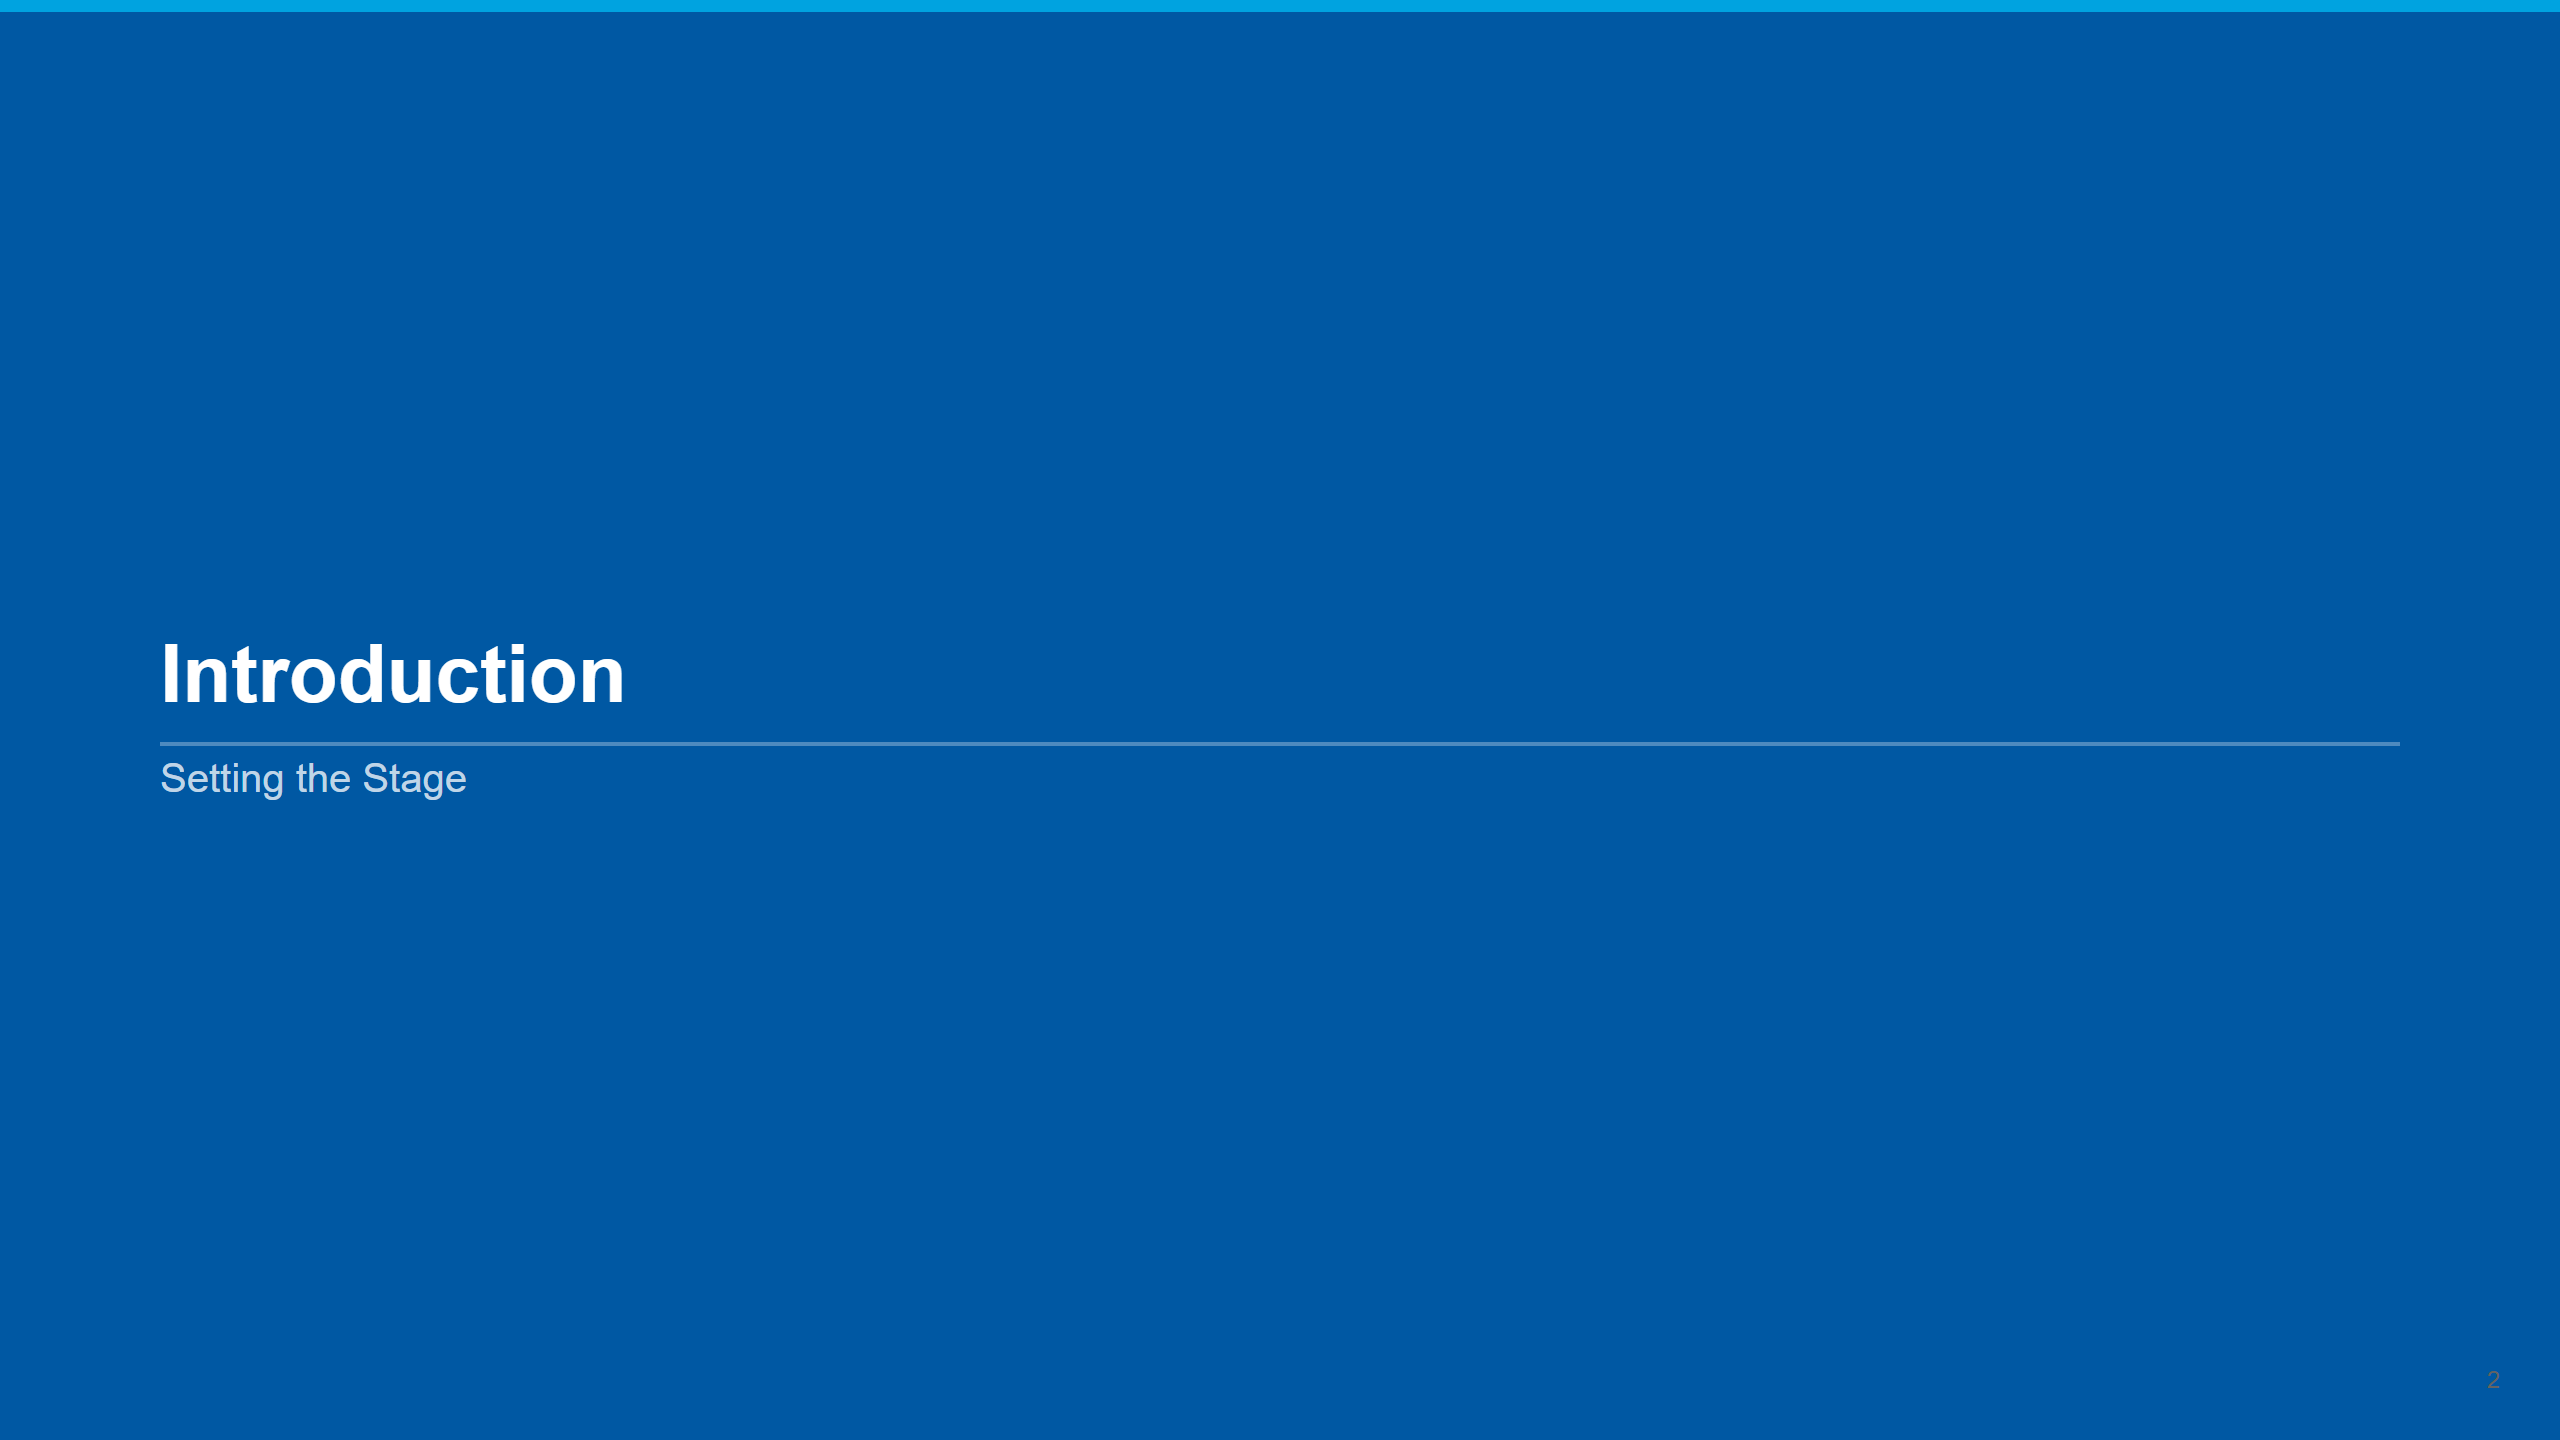 Introduction
Setting the Stage
2